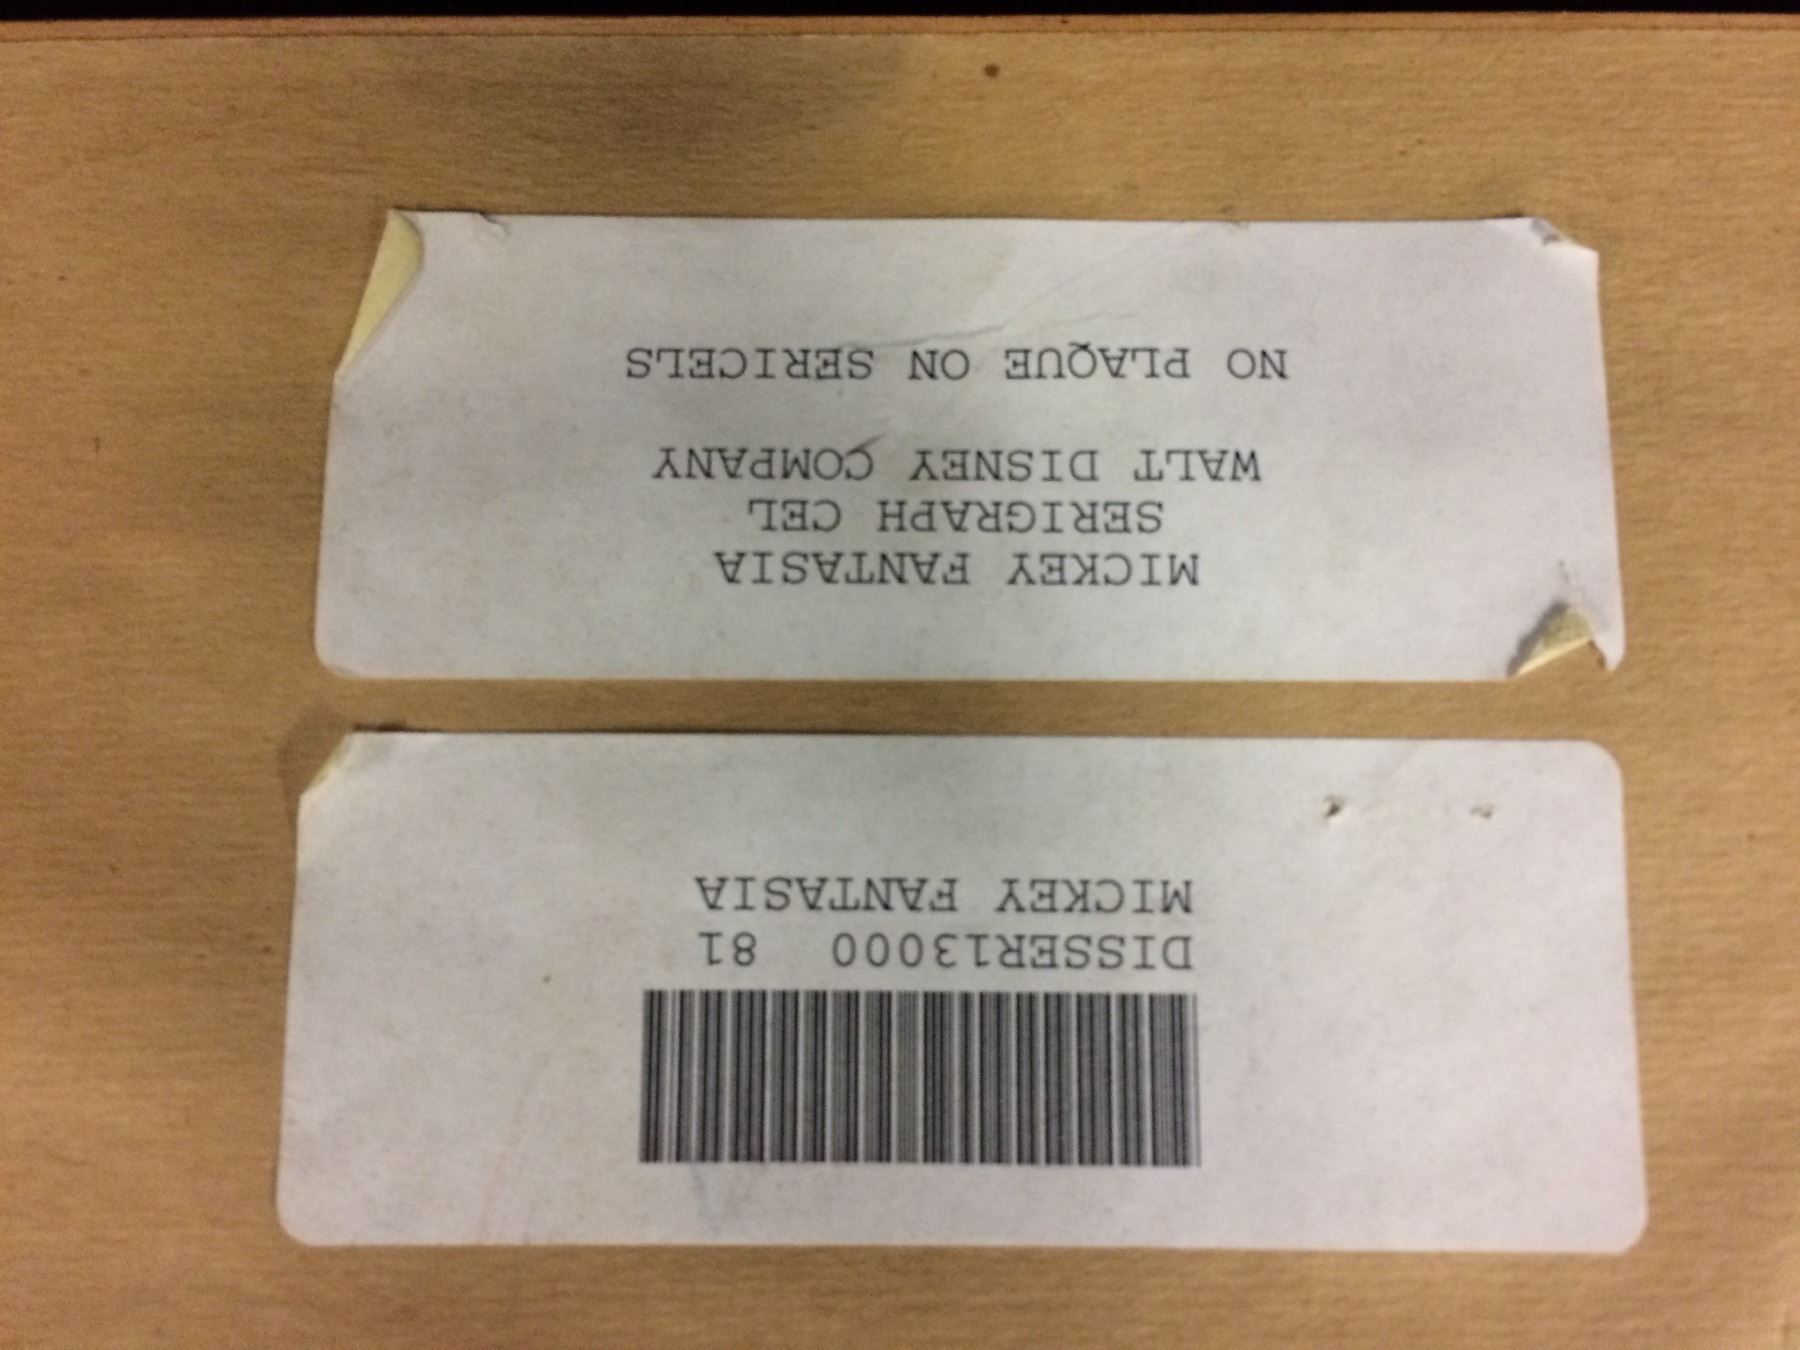 DISSER13000 81
MICKEY FANTASIA
MICKEY FANTASIA
SERIGRAPH CEL
WALT DISNEY COMPANY
NO PLAQUE ON SERICELS